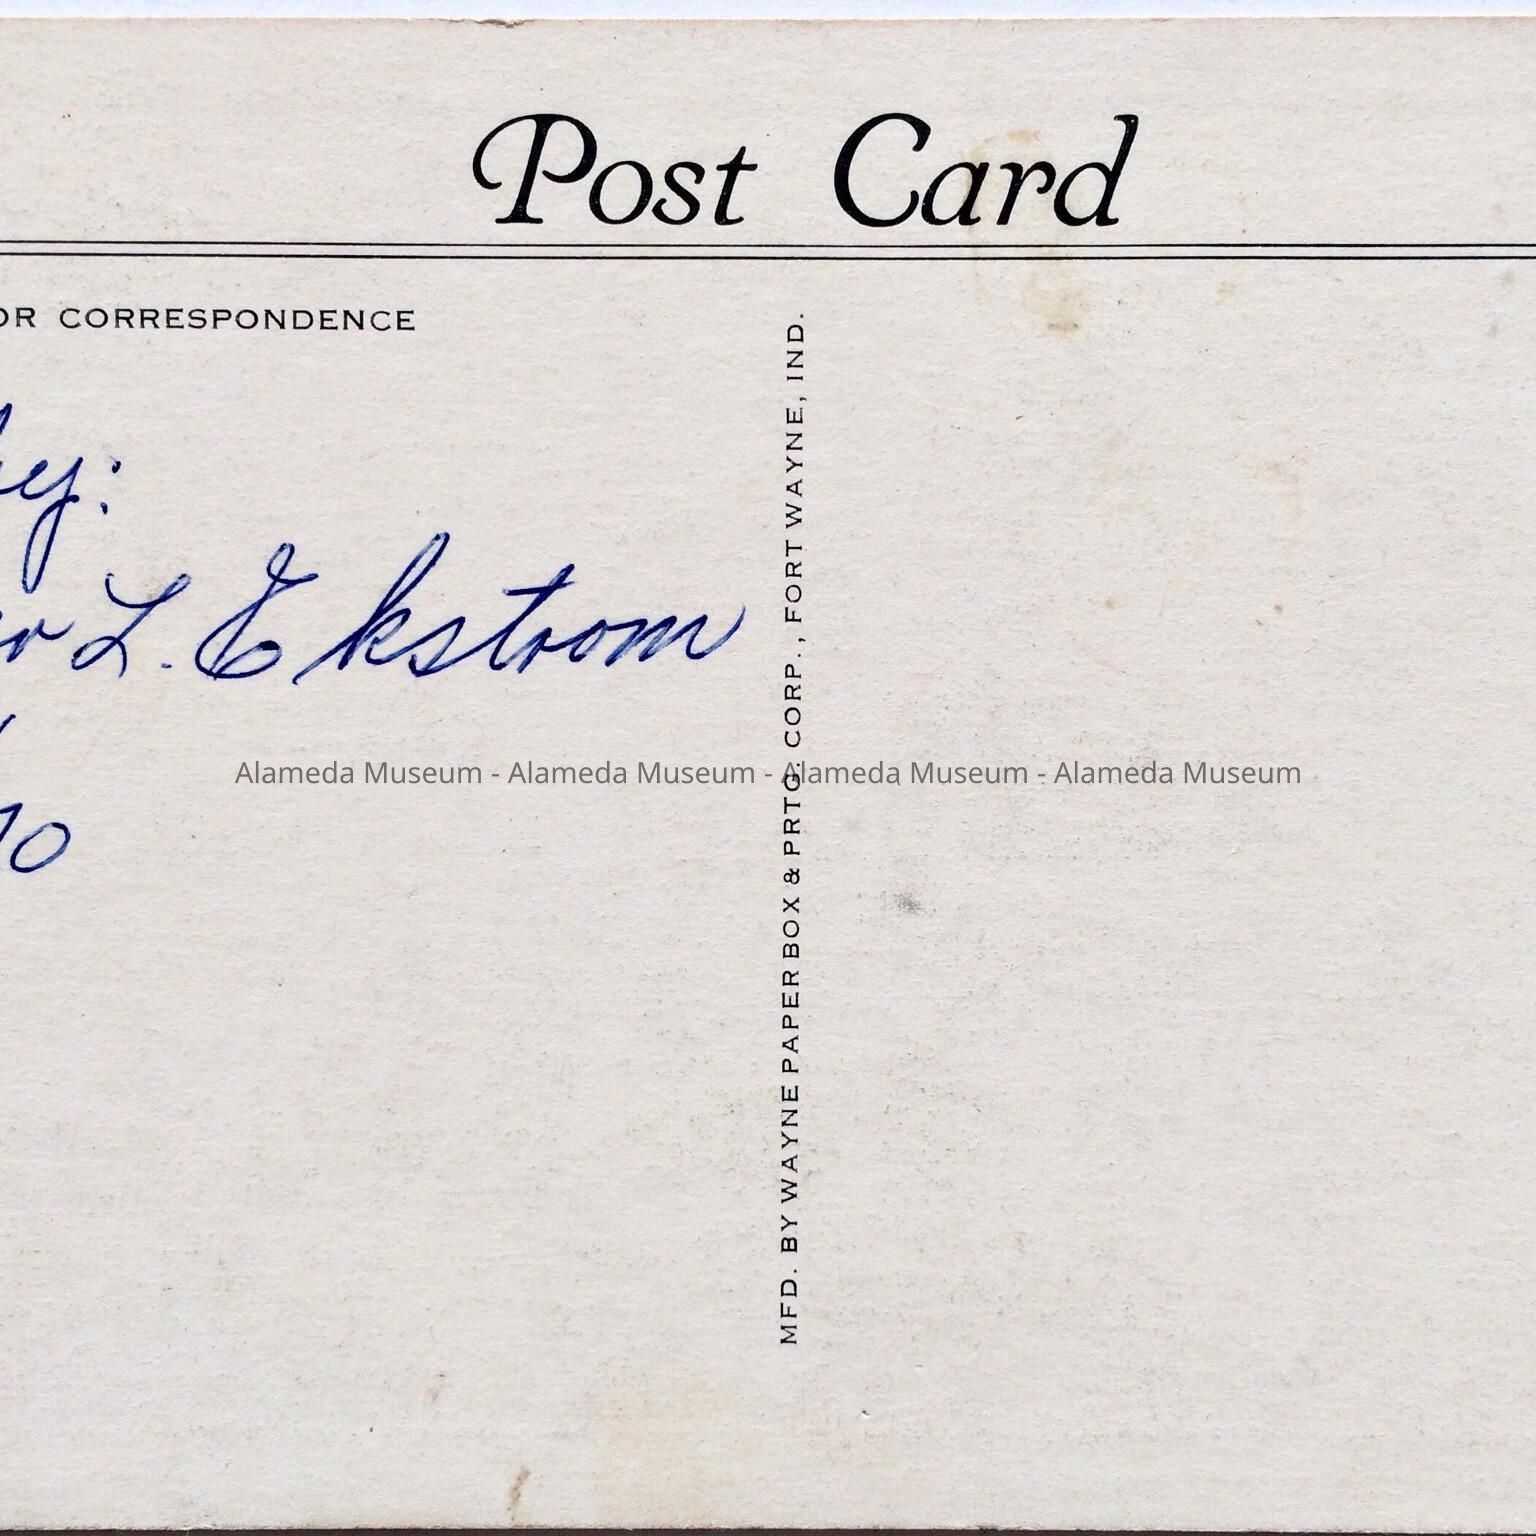 Post Card
OR CORRESPONDENCE
ey:
L. Ekstrom
10
MFD. BY WAYNE PAPER BOX & PRTG. CORP., FORT WAYNE, IND.
Alameda Museum - Alameda Museum - Alameda Museum - Alameda Museum